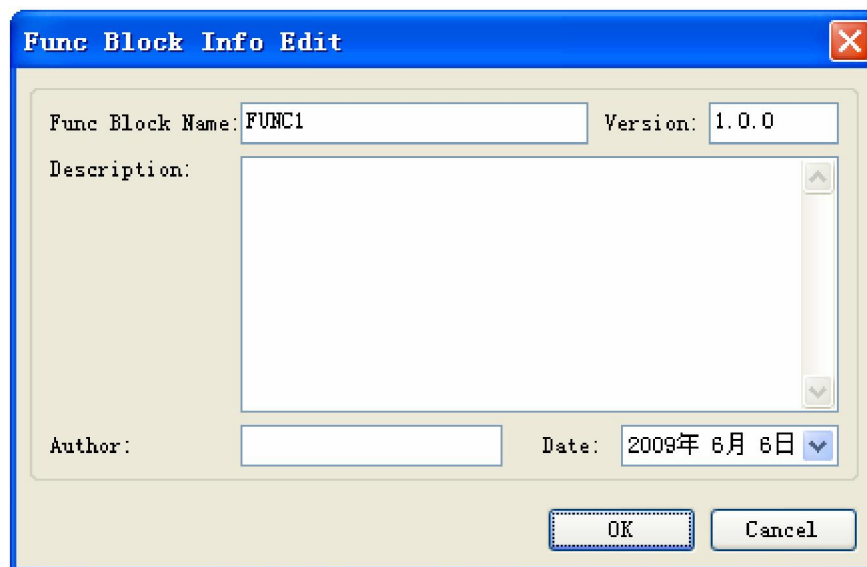 Func Block Info Edit
Func Block Name: FUNC1 Version: 1.0.0
Description:
Author: Date: 2009年 6月 6日
OK Cancel